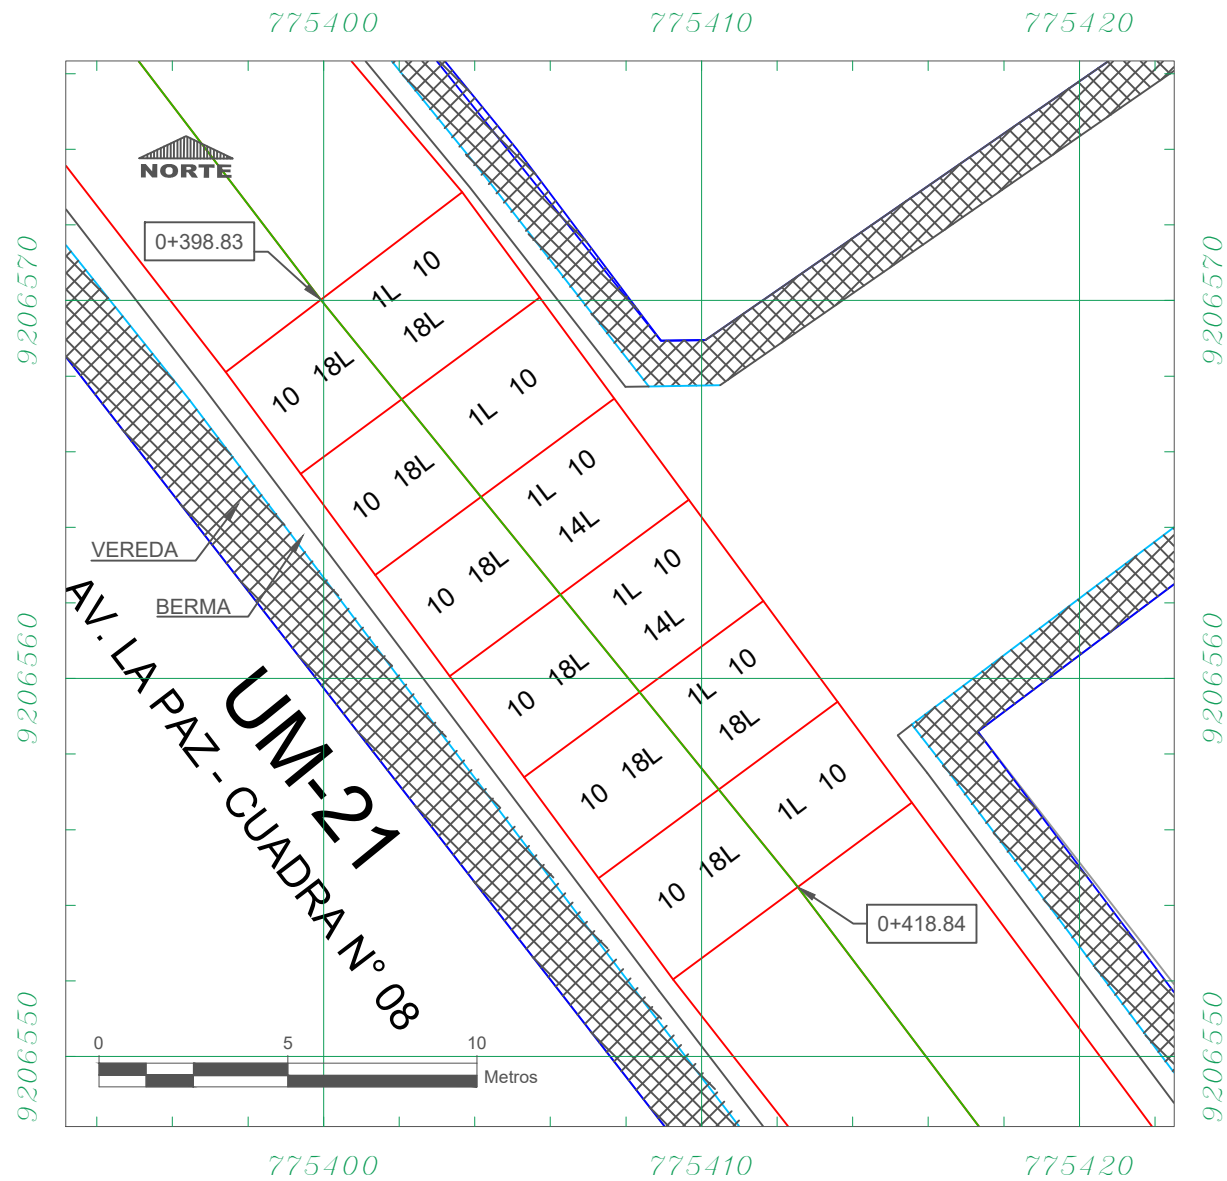 775400 775410 775420
NORTE
0+398.83
9206570
9206570
1L 10
18L
10 18L
1L 10
10 18L
1L 10
14L
10 18L
1L 10
14L
10 18L
1L 10
18L
10 18L
1L 10
10 18L
VEREDA
BERMA
9206560
9206560
UM-21
AV. LA PAZ - CUADRA N° 08
0+418.84
9206550
9206550
0 5 10
Metros
775400 775410 775420